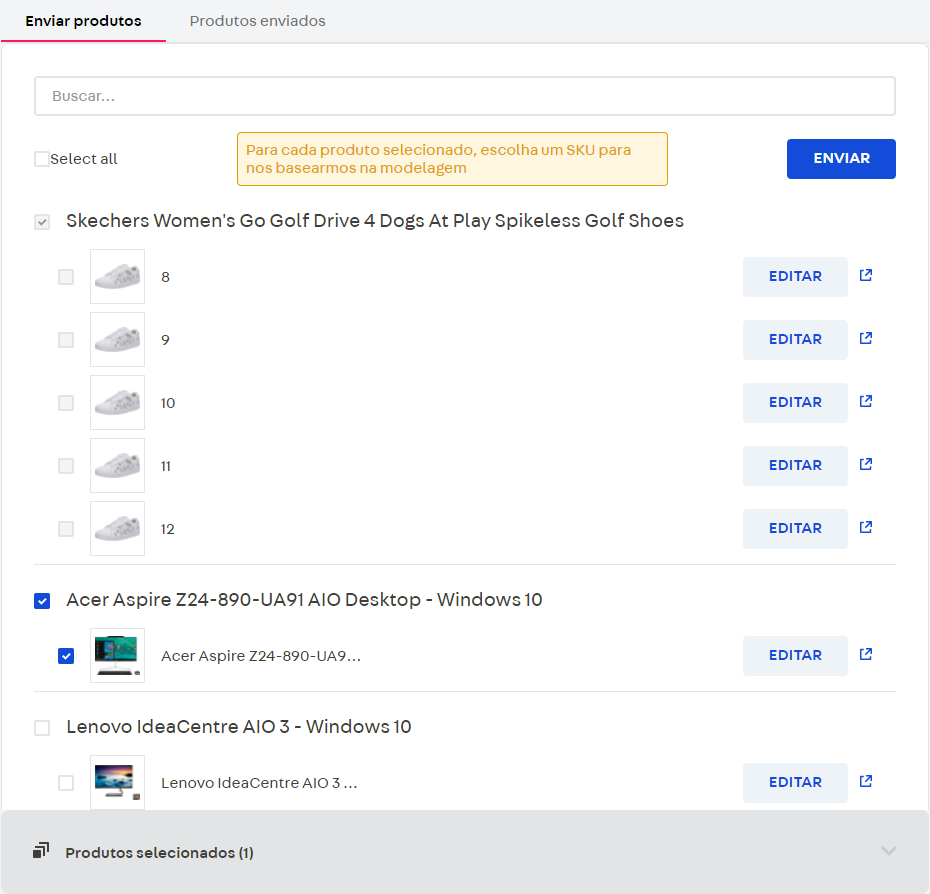 Enviar produtos
Produtos enviados
Buscar...
Select all
Para cada produto selecionado, escolha um SKU para
nos basearmos na modelagem
ENVIAR
Skechers Women's Go Golf Drive 4 Dogs At Play Spikeless Golf Shoes
8
EDITAR
9
EDITAR
10
EDITAR
11
EDITAR
12
EDITAR
Acer Aspire Z24-890-UA91 AIO Desktop - Windows 10
Acer Aspire Z24-890-UA9...
EDITAR
Lenovo IdeaCentre AIO 3 - Windows 10
Lenovo IdeaCentre AIO 3 ...
EDITAR
Produtos selecionados (1)